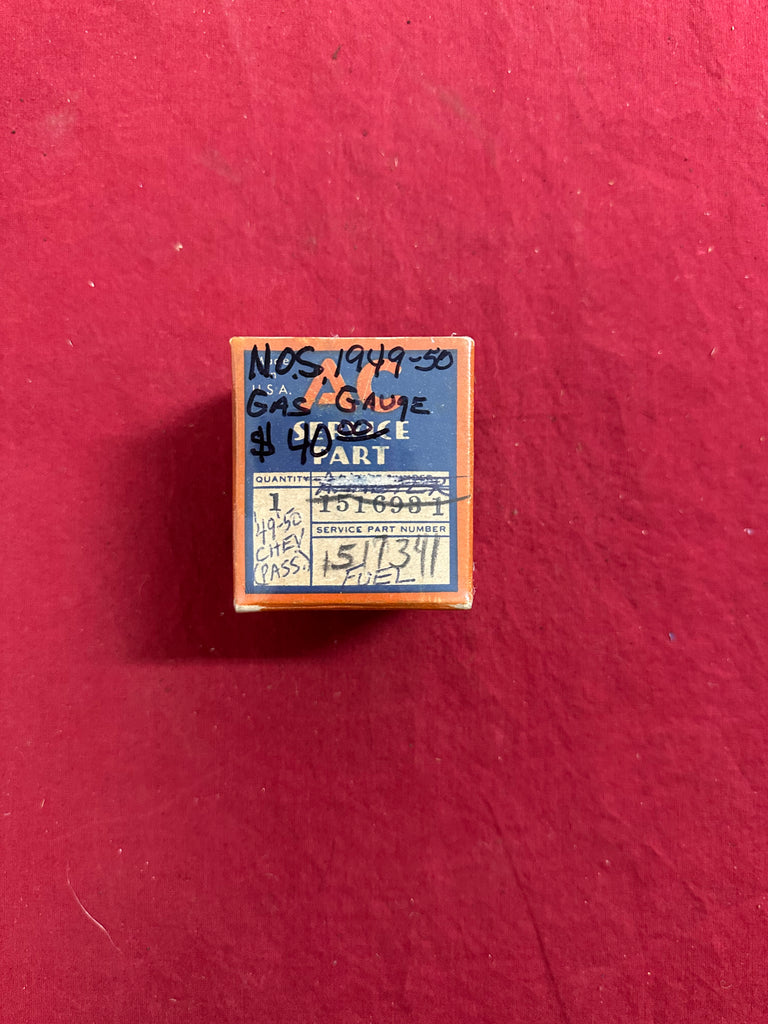 N.O.S. 1949-50
U.S.A.
AC
GAS GAUGE
$ 40.00
SERVICE
PART
QUANTITY
1
1516981
'49-50
CHEV
(PASS.)
SERVICE PART NUMBER
1517341
FUEL